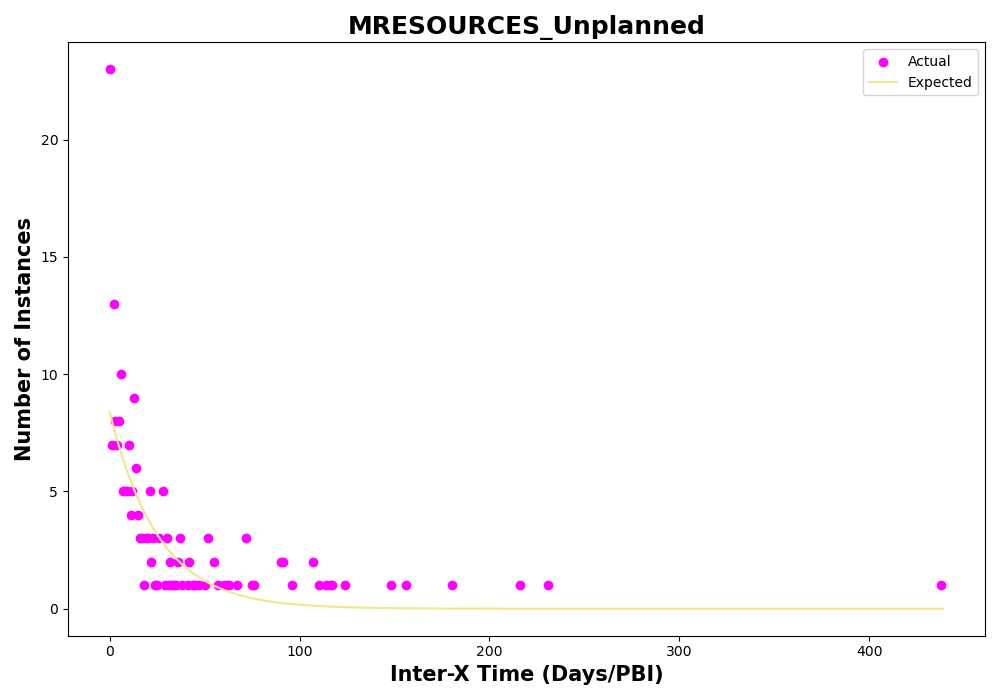 MRESOURCES_Unplanned
Actual
Expected
Number of Instances
20
15
10
5
0
0
100
200
300
400
Inter-X Time (Days/PBI)